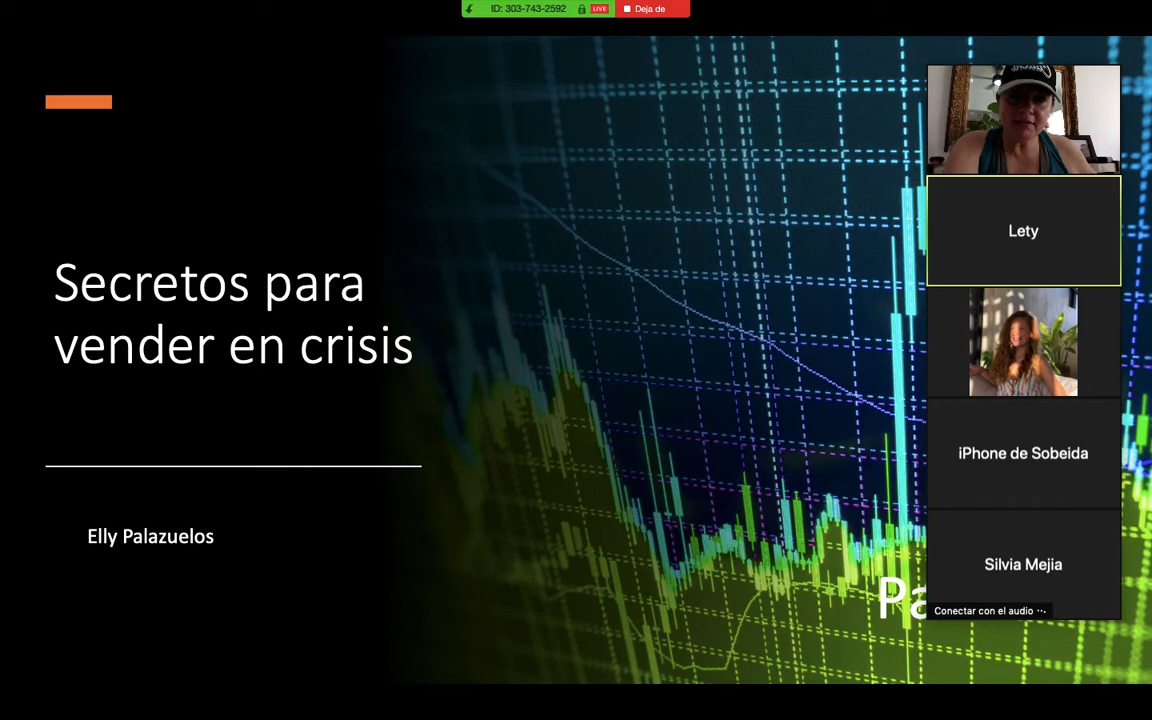 ID: 303-743-2592
LIVE
Deja de
Secretos para
vender en crisis
Elly Palazuelos
Lety
iPhone de Sobeida
Silvia Mejia
Conectar con el audio ...